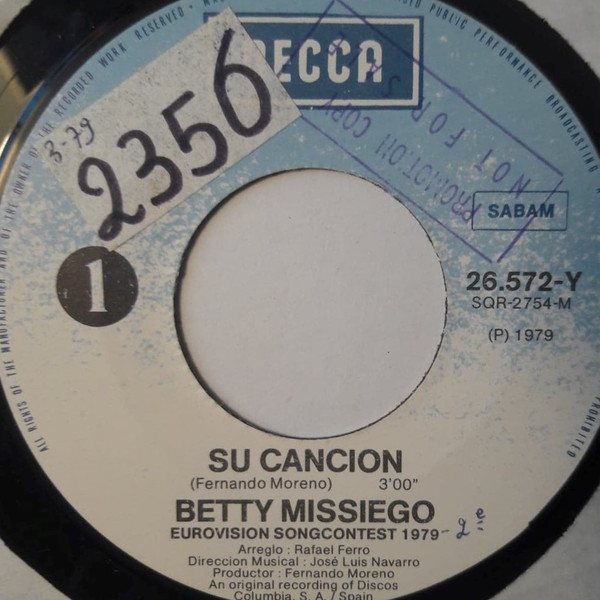 ALL RIGHTS OF THE MANUFACTURER AND OF THE OWNER OF THE RECORDED WORK RESERVED
PUBLIC PERFORMANCE BROADCASTING
DECCA
3-79
2356
PROMOTION COPY
NOT FOR SALE
SABAM
1
26.572-Y
SQR-2754-M
(P) 1979
SU CANCION
(Fernando Moreno) 3'00"
BETTY MISSIEGO
EUROVISION SONGCONTEST 1979 - 2e
Arreglo : Rafael Ferro
Direccion Musical : José Luis Navarro
Productor : Fernando Moreno
An original recording of Discos
Columbia, S. A. / Spain